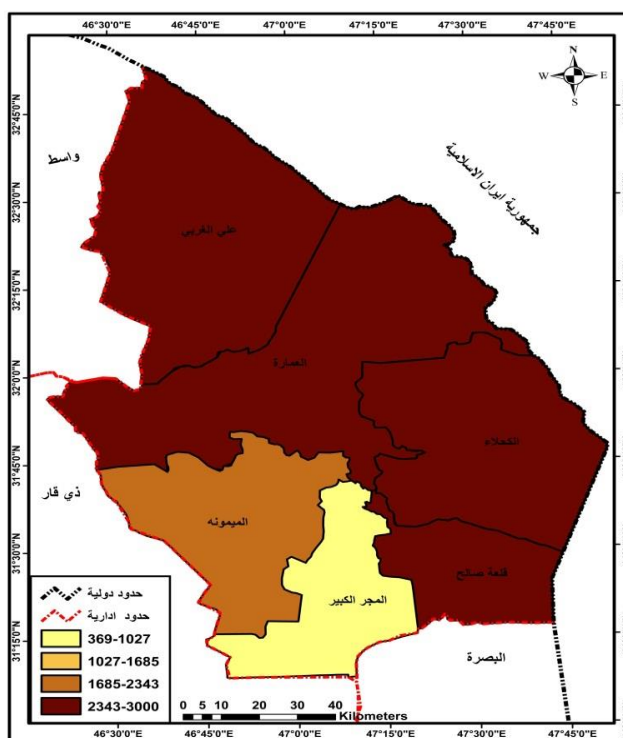 46°30'0"E 46°45'0"E 47°0'0"E 47°15'0"E 47°30'0"E 47°45'0"E
N
W E
S
32°45'0"N
واسط
جمهورية ايران الاسلامية
32°30'0"N
علي الغربي
32°15'0"N
العمارة
32°0'0"N
الكحلاء
31°45'0"N
ذي قار
الميمونه
31°30'0"N
قلعة صالح
المجر الكبير
31°15'0"N
البصرة
حدود دولية
حدود ادارية
369-1027
1027-1685
1685-2343
2343-3000
0 5 10 20 30 40
Kilometers
46°30'0"E 46°45'0"E 47°0'0"E 47°15'0"E 47°30'0"E 47°45'0"E